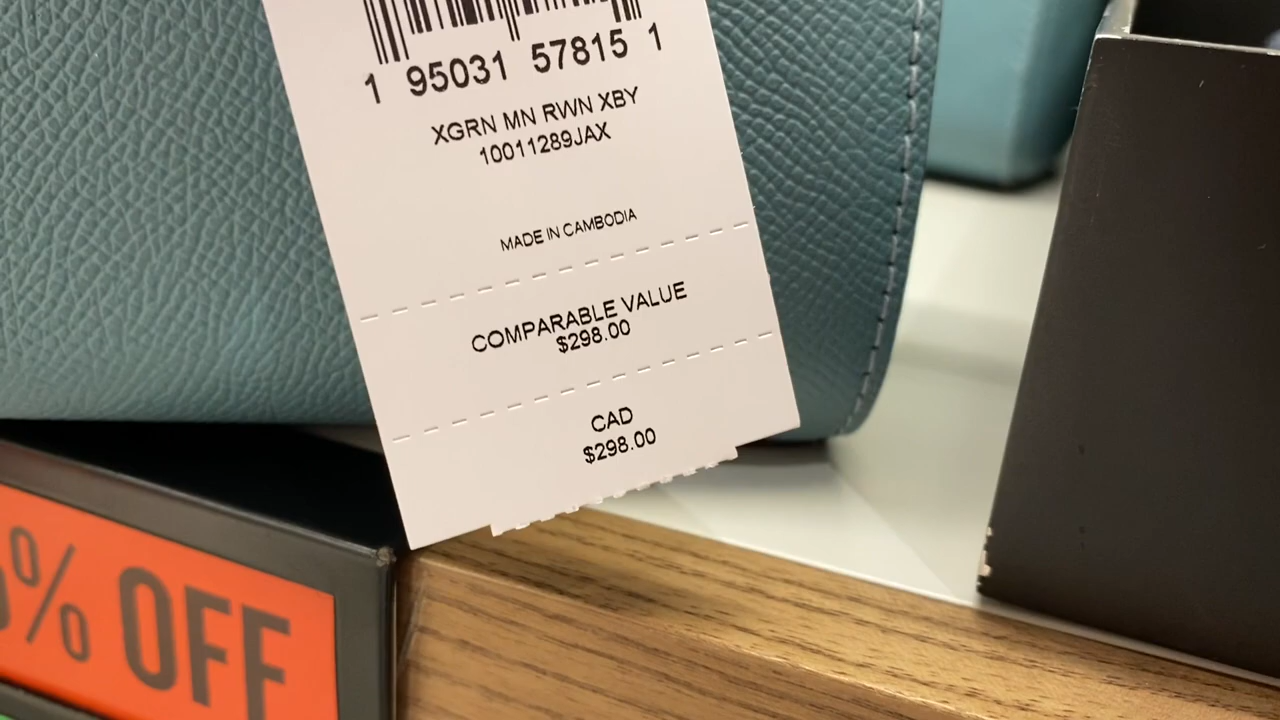 1 95031 57815 1
XGRN MN RWN XBY
10011289JAX
MADE IN CAMBODIA
COMPARABLE VALUE
$298.00
CAD
$298.00
% OFF